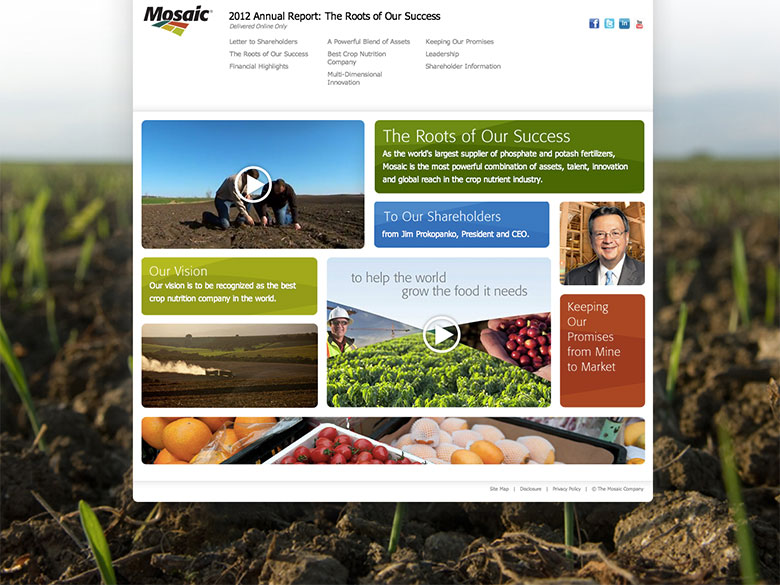 Mosaic®
2012 Annual Report: The Roots of Our Success
Delivered Online Only
Letter to Shareholders
The Roots of Our Success
Financial Highlights
A Powerful Blend of Assets
Best Crop Nutrition
Company
Multi-Dimensional
Innovation
Keeping Our Promises
Leadership
Shareholder Information
The Roots of Our Success
As the world's largest supplier of phosphate and potash fertilizers,
Mosaic is the most powerful combination of assets, talent, innovation
and global reach in the crop nutrient industry.
To Our Shareholders
from Jim Prokopanko, President and CEO.
Our Vision
Our vision is to be recognized as the best
crop nutrition company in the world.
to help the world
grow the food it needs
Keeping
Our
Promises
from Mine
to Market
Site Map | Disclosure | Privacy Policy | © The Mosaic Company